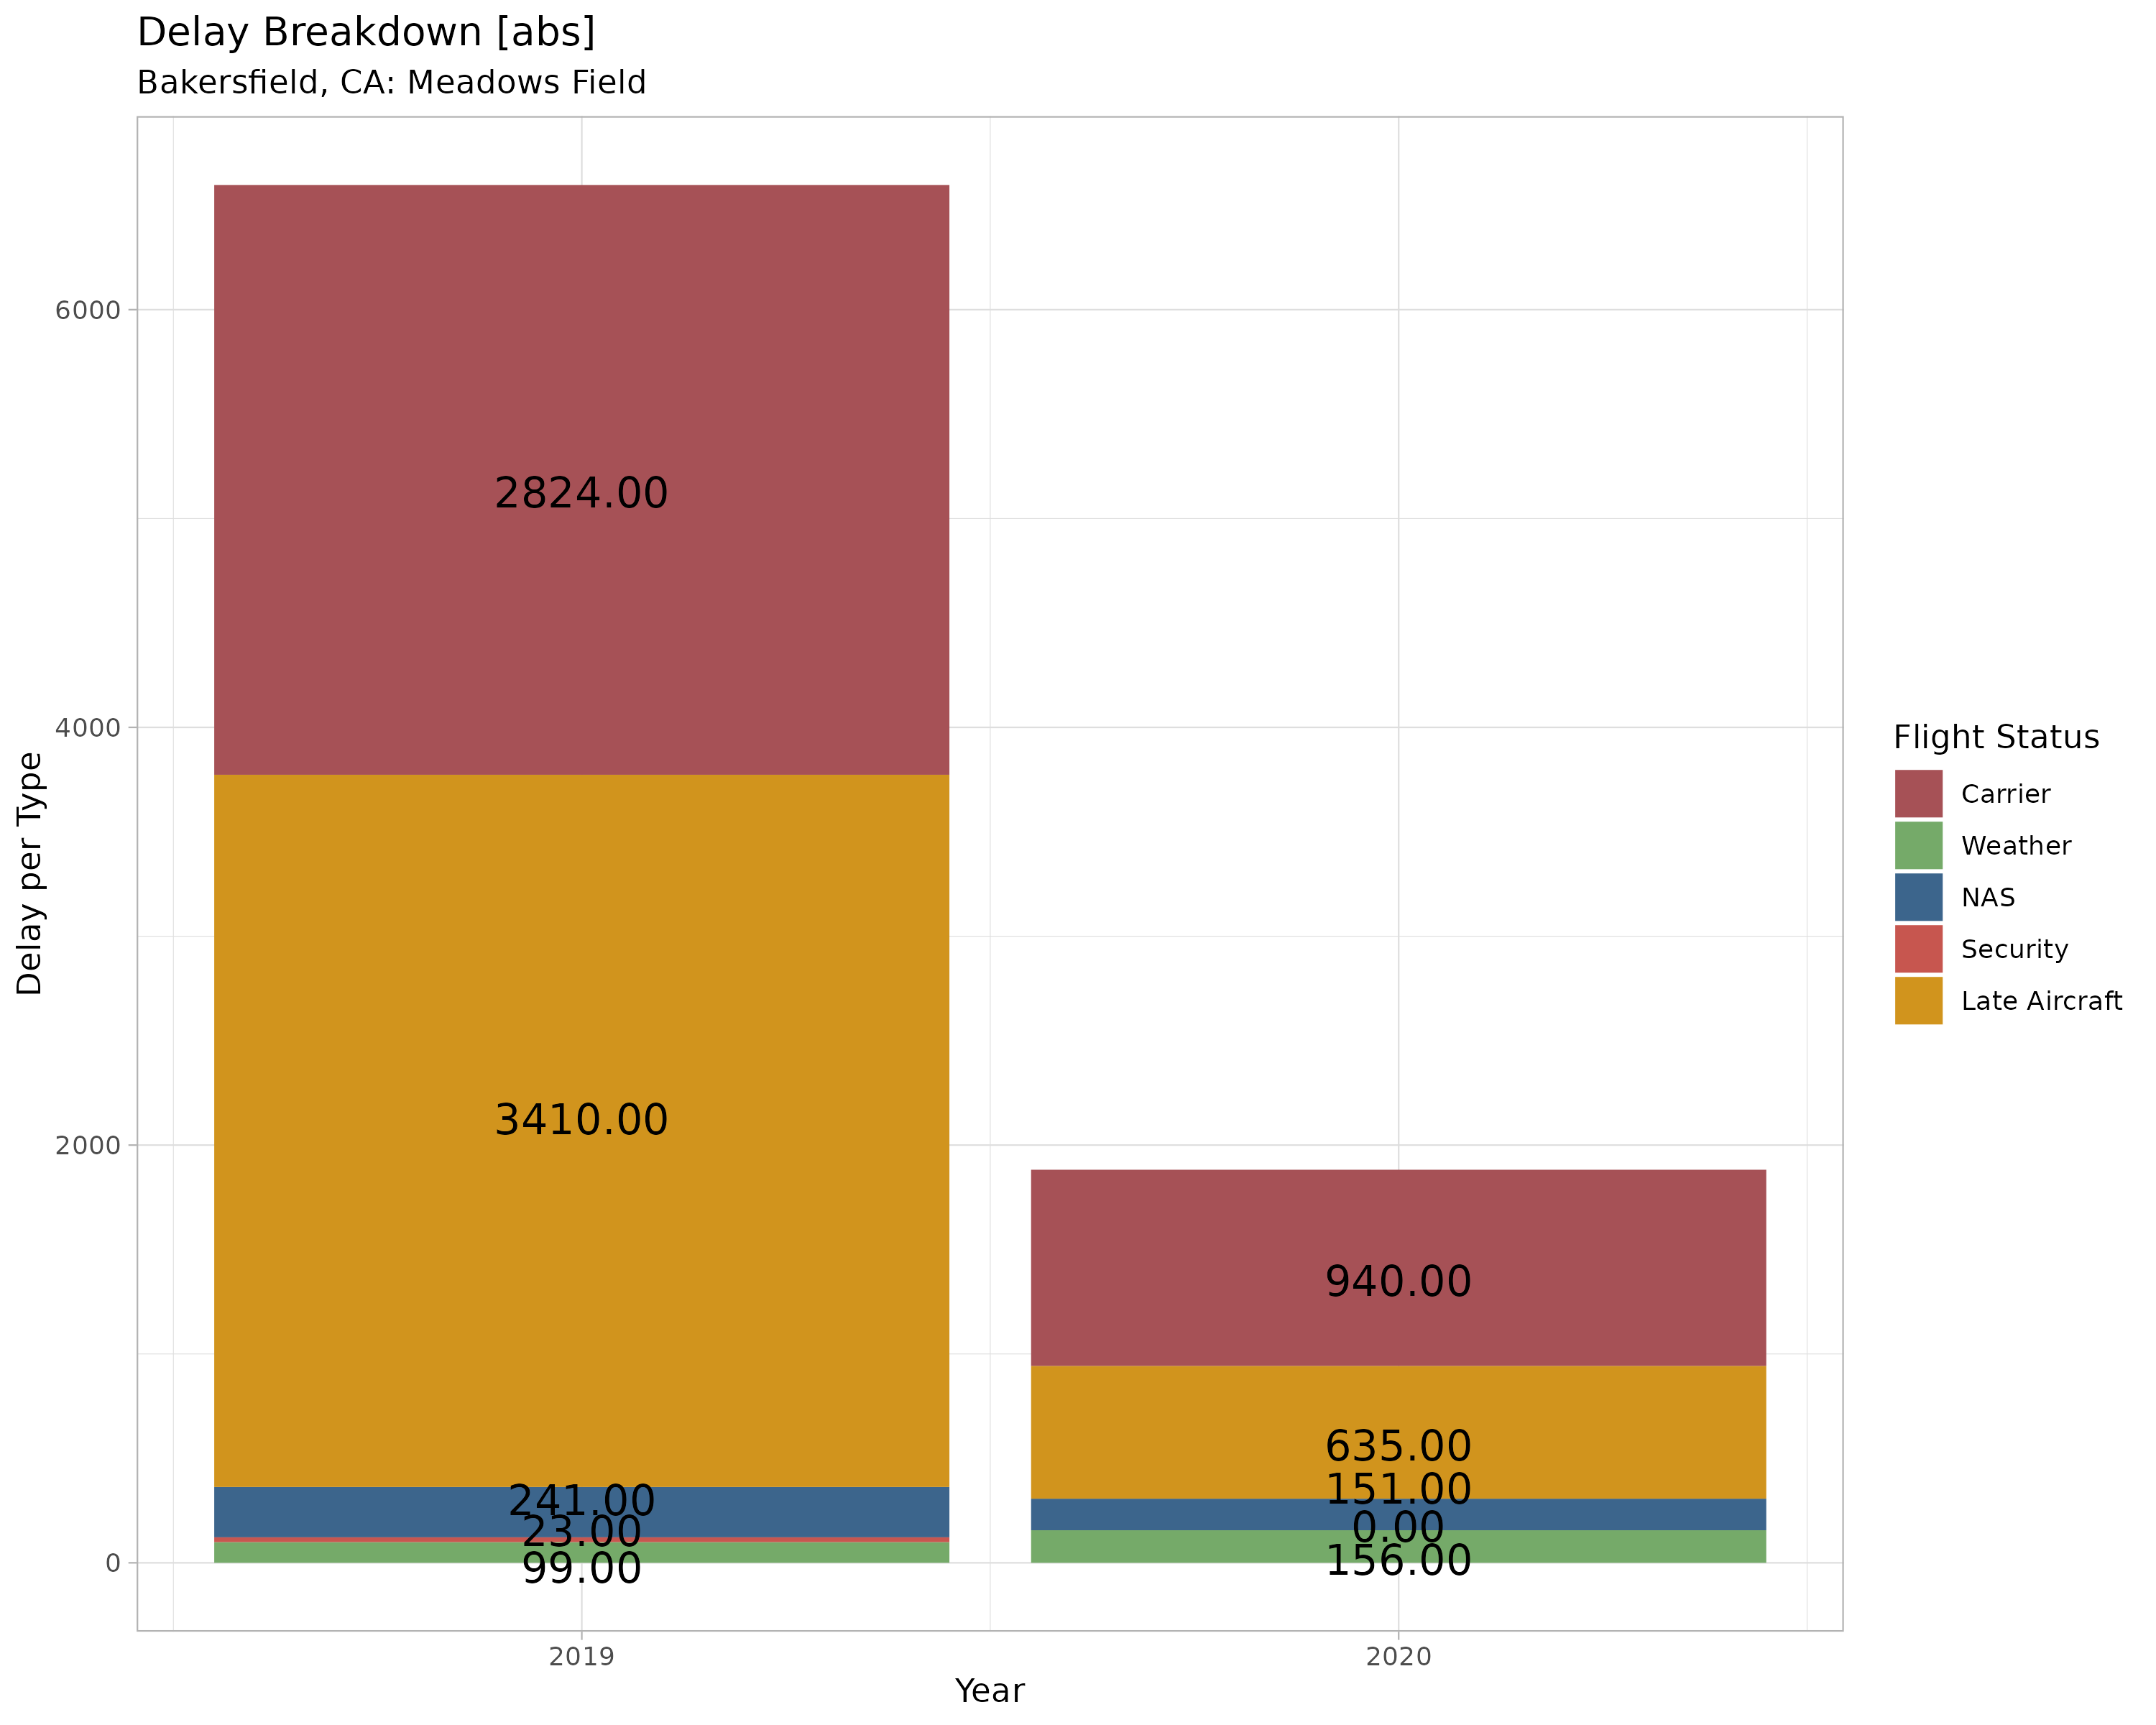 Delay Breakdown [abs]
Bakersfield, CA: Meadows Field
Delay per Type
6000
4000
2000
0
2824.00
3410.00
241.00
23.00
99.00
940.00
635.00
151.00
0.00
156.00
2019
2020
Year
Flight Status
Carrier
Weather
NAS
Security
Late Aircraft